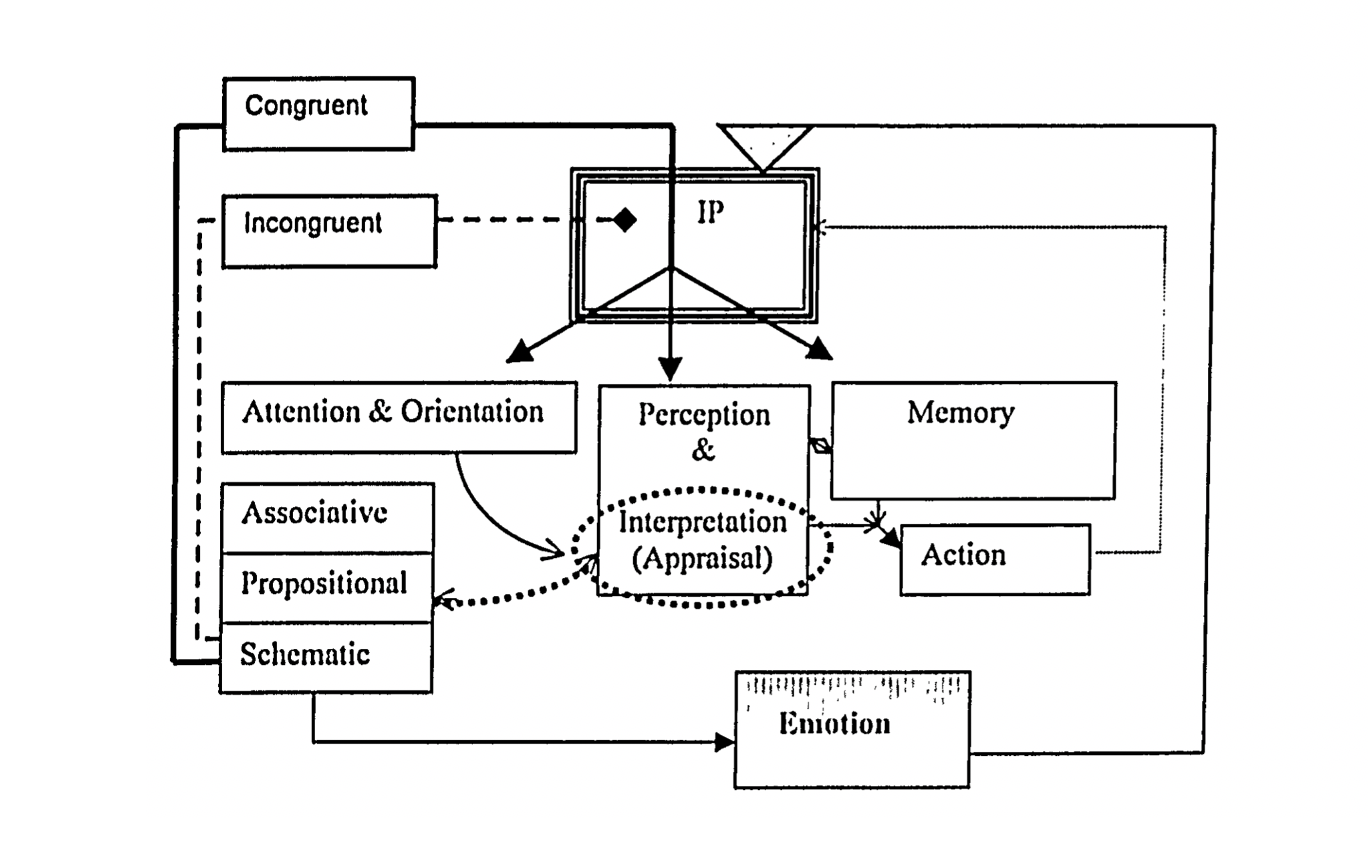 Congruent
Incongruent
IP
Attention & Orientation
Perception
&
Interpretation
(Appraisal)
Memory
Associative
Propositional
Schematic
Action
Emotion